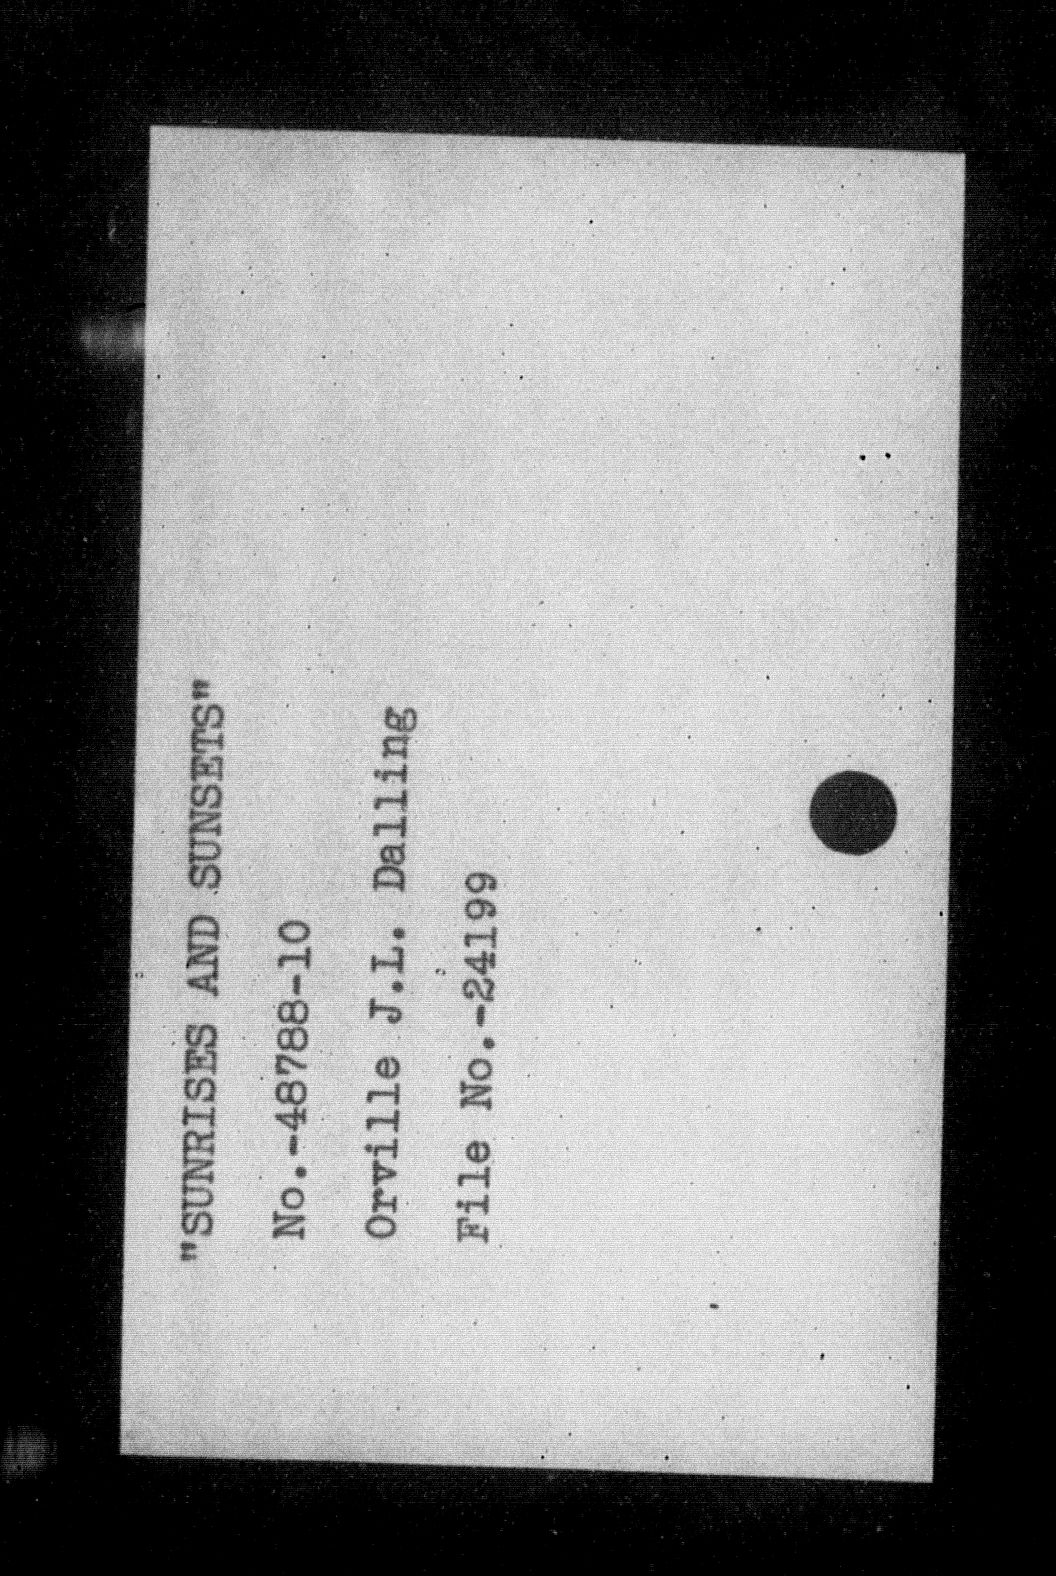 "SUNRISES AND SUNSETS"
No.-48788-10
Orville J.L. Dalling
File No.-24199